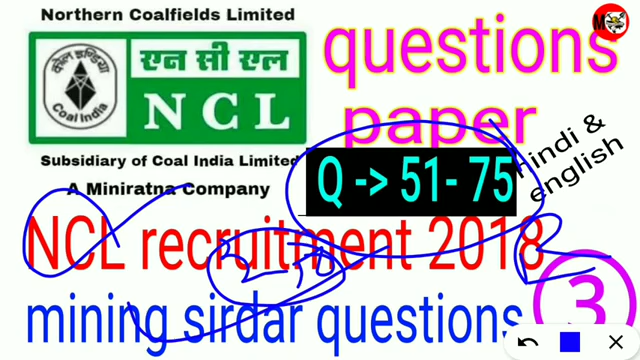 Northern Coalfields Limited
questions
कोल इण्डिया
Coal India
एन सी एल
NCL
paper
hindi &
english
Subsidiary of Coal India Limited
A Miniratna Company
Q -> 51- 75
NCL recruitment 2018
mining sirdar questions
3